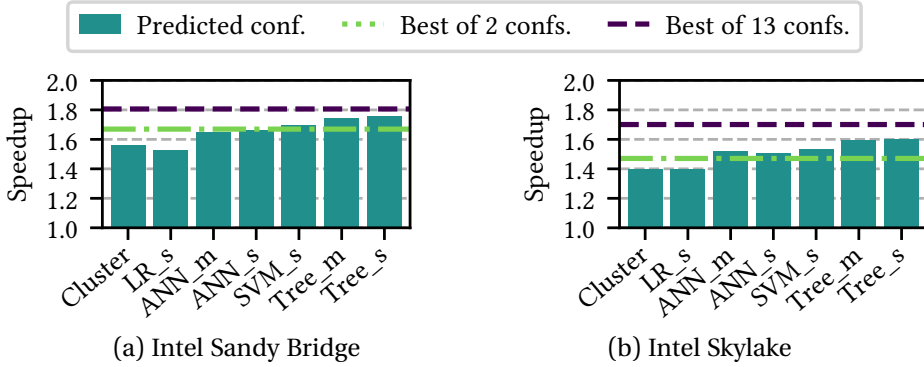 Predicted conf. Best of 2 confs. Best of 13 confs.
Speedup
2.0
1.8
1.6
1.4
1.2
1.0
Cluster
LR_s
ANN_m
ANN_s
SVM_s
Tree_m
Tree_s
(a) Intel Sandy Bridge
Speedup
2.0
1.8
1.6
1.4
1.2
1.0
Cluster
LR_s
ANN_m
ANN_s
SVM_s
Tree_m
Tree_s
(b) Intel Skylake